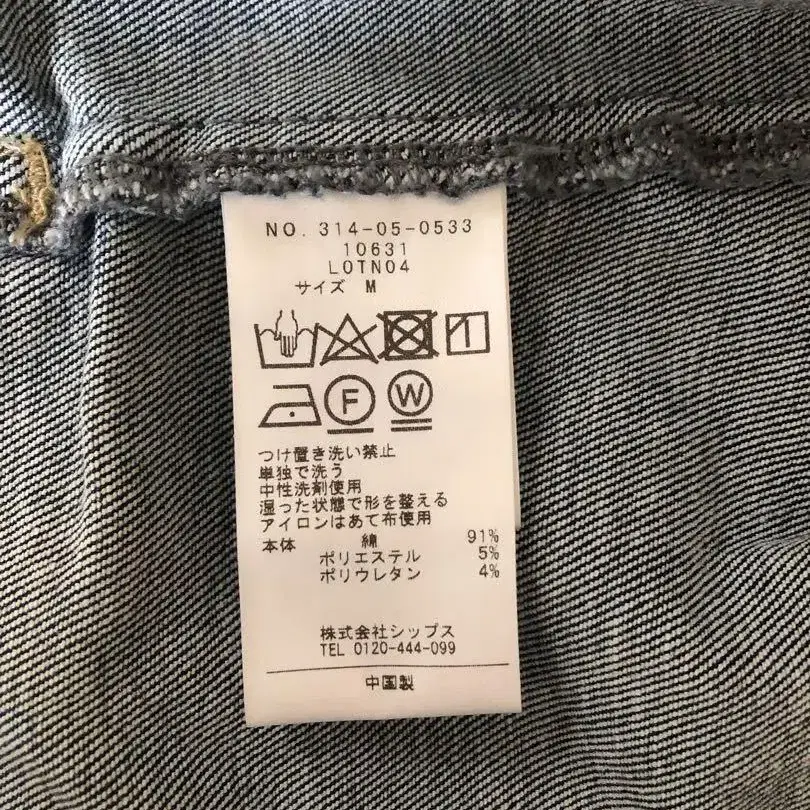 NO. 314-05-0533
10631
LOTN04
サイズ M
F W
つけ置き洗い禁止
単独で洗う
中性洗剤使用
湿った状態で形を整える
アイロンはあて布使用
本体 綿 91%
ポリエステル 5%
ポリウレタン 4%
株式会社シップス
TEL 0120-444-099
中国製